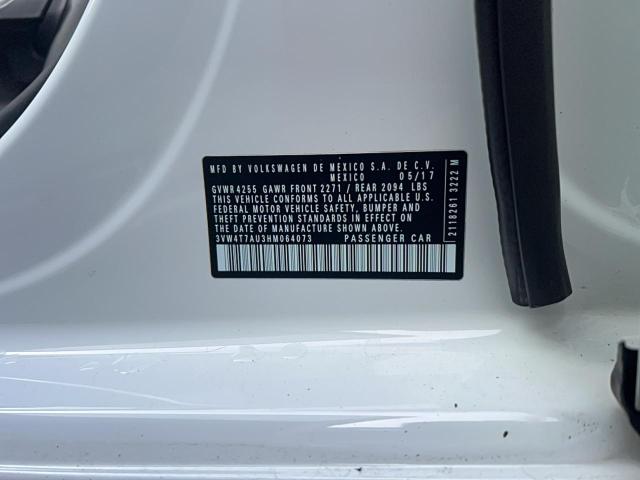 MFD BY VOLKSWAGEN DE MEXICO S.A. DE C.V.
MEXICO 05/17
GVWR 4255 GAWR FRONT 2271 / REAR 2094 LBS
THIS VEHICLE CONFORMS TO ALL APPLICABLE U.S.
FEDERAL MOTOR VEHICLE SAFETY, BUMPER AND
THEFT PREVENTION STANDARDS IN EFFECT ON
THE DATE OF MANUFACTURE SHOWN ABOVE.
3VW4T7AU3HM064073 PASSENGER CAR
2118261 3222 M